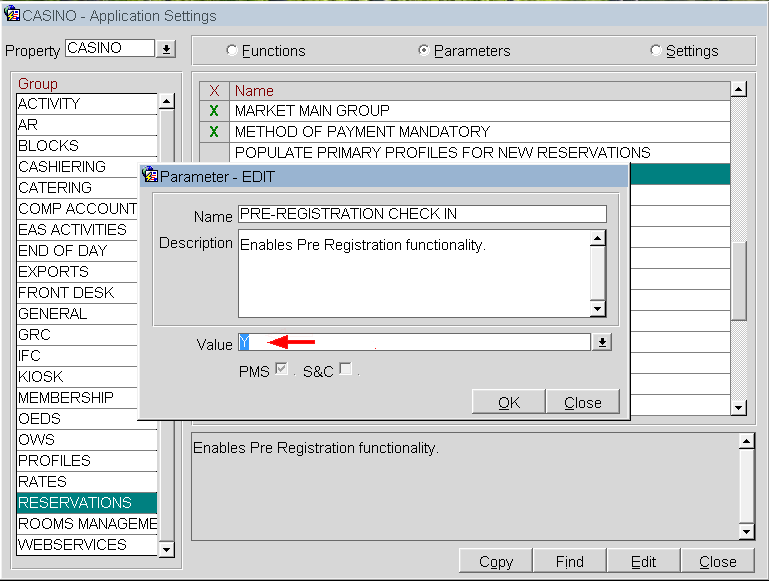 CASINO - Application Settings
Property CASINO
Functions Parameters Settings
Group
ACTIVITY
AR
BLOCKS
CASHIERING
CATERING
COMP ACCOUNT
EAS ACTIVITIES
END OF DAY
EXPORTS
FRONT DESK
GENERAL
GRC
IFC
KIOSK
MEMBERSHIP
OEDS
OWS
PROFILES
RATES
RESERVATIONS
ROOMS MANAGEME
WEBSERVICES
X Name
X MARKET MAIN GROUP
X METHOD OF PAYMENT MANDATORY
POPULATE PRIMARY PROFILES FOR NEW RESERVATIONS
Parameter - EDIT
Name PRE-REGISTRATION CHECK IN
Description Enables Pre Registration functionality.
Value Y .
PMS . S&C .
OK Close
Enables Pre Registration functionality.
Copy Find Edit Close